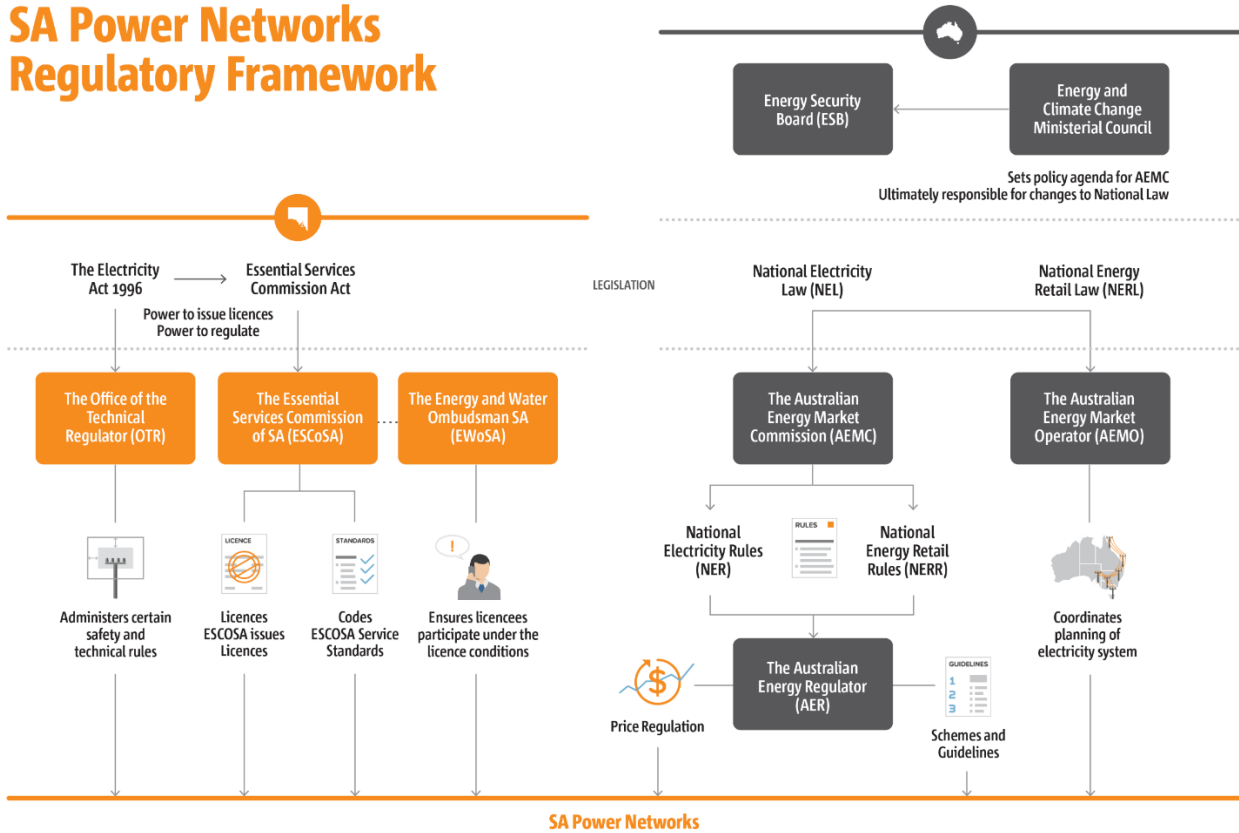 SA Power Networks
Regulatory Framework
Energy Security
Board (ESB)
Energy and
Climate Change
Ministerial Council
Sets policy agenda for AEMC
Ultimately responsible for changes to National Law
The Electricity
Act 1996
Essential Services
Commission Act
Power to issue licences
Power to regulate
LEGISLATION
National Electricity
Law (NEL)
National Energy
Retail Law (NERL)
The Office of the
Technical
Regulator (OTR)
The Essential
Services Commission
of SA (ESCoSA)
The Energy and Water
Ombudsman SA
(EWoSA)
The Australian
Energy Market
Commission (AEMC)
The Australian
Energy Market
Operator (AEMO)
LICENCE
STANDARDS
!
National
Electricity Rules
(NER)
RULES
National
Energy Retail
Rules (NERR)
Administers certain
safety and
technical rules
Licences
ESCOSA issues
Licences
Codes
ESCOSA Service
Standards
Ensures licencees
participate under the
licence conditions
Coordinates
planning of
electricity system
$
Price Regulation
The Australian
Energy Regulator
(AER)
GUIDELINES
1
2
3
Schemes and
Guidelines
SA Power Networks